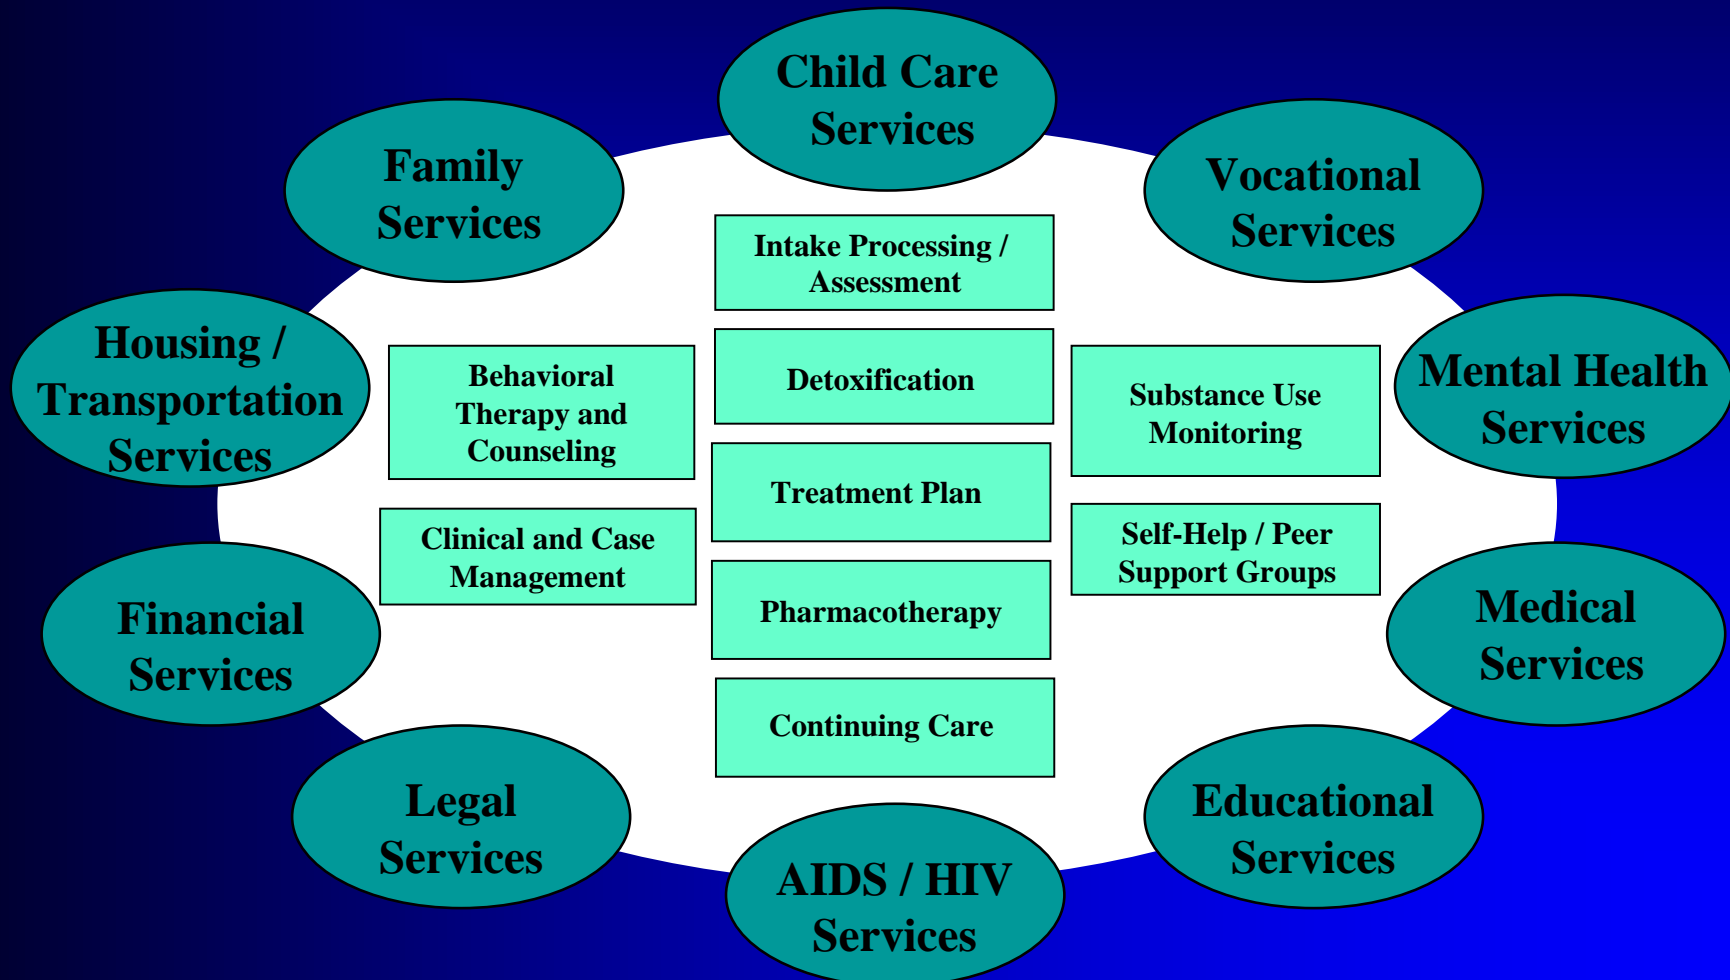 Child Care
Services
Family
Services
Vocational
Services
Intake Processing /
Assessment
Housing /
Transportation
Services
Behavioral
Therapy and
Counseling
Detoxification
Substance Use
Monitoring
Mental Health
Services
Treatment Plan
Clinical and Case
Management
Self-Help / Peer
Support Groups
Financial
Services
Pharmacotherapy
Medical
Services
Continuing Care
Legal
Services
Educational
Services
AIDS / HIV
Services